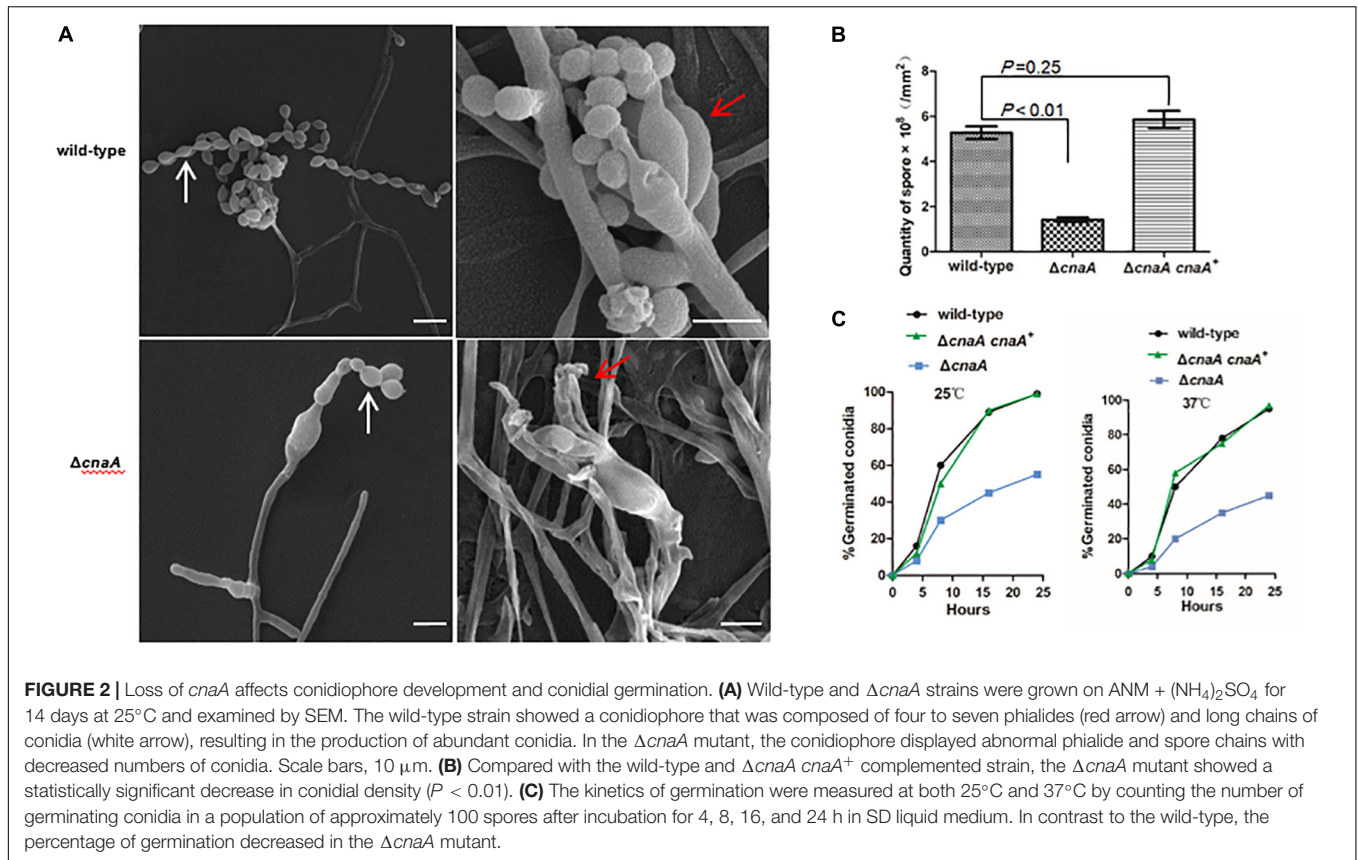 A
wild-type
ΔcnaA
B
P=0.25
P< 0.01
Quantity of spore × 10⁸ (/mm²)
8
6
4
2
0
wild-type
ΔcnaA
ΔcnaA cnaA⁺
C
wild-type
ΔcnaA cnaA⁺
ΔcnaA
25℃
%Germinated conidia
100
80
60
40
20
0
0 5 10 15 20 25
Hours
wild-type
ΔcnaA cnaA⁺
ΔcnaA
37℃
%Germinated conidia
100
80
60
40
20
0
0 5 10 15 20 25
Hours
FIGURE 2 | Loss of cnaA affects conidiophore development and conidial germination. (A) Wild-type and ΔcnaA strains were grown on ANM + (NH₄)₂SO₄ for
14 days at 25°C and examined by SEM. The wild-type strain showed a conidiophore that was composed of four to seven phialides (red arrow) and long chains of
conidia (white arrow), resulting in the production of abundant conidia. In the ΔcnaA mutant, the conidiophore displayed abnormal phialide and spore chains with
decreased numbers of conidia. Scale bars, 10 μm. (B) Compared with the wild-type and ΔcnaA cnaA⁺ complemented strain, the ΔcnaA mutant showed a
statistically significant decrease in conidial density (P < 0.01). (C) The kinetics of germination were measured at both 25°C and 37°C by counting the number of
germinating conidia in a population of approximately 100 spores after incubation for 4, 8, 16, and 24 h in SD liquid medium. In contrast to the wild-type, the
percentage of germination decreased in the ΔcnaA mutant.